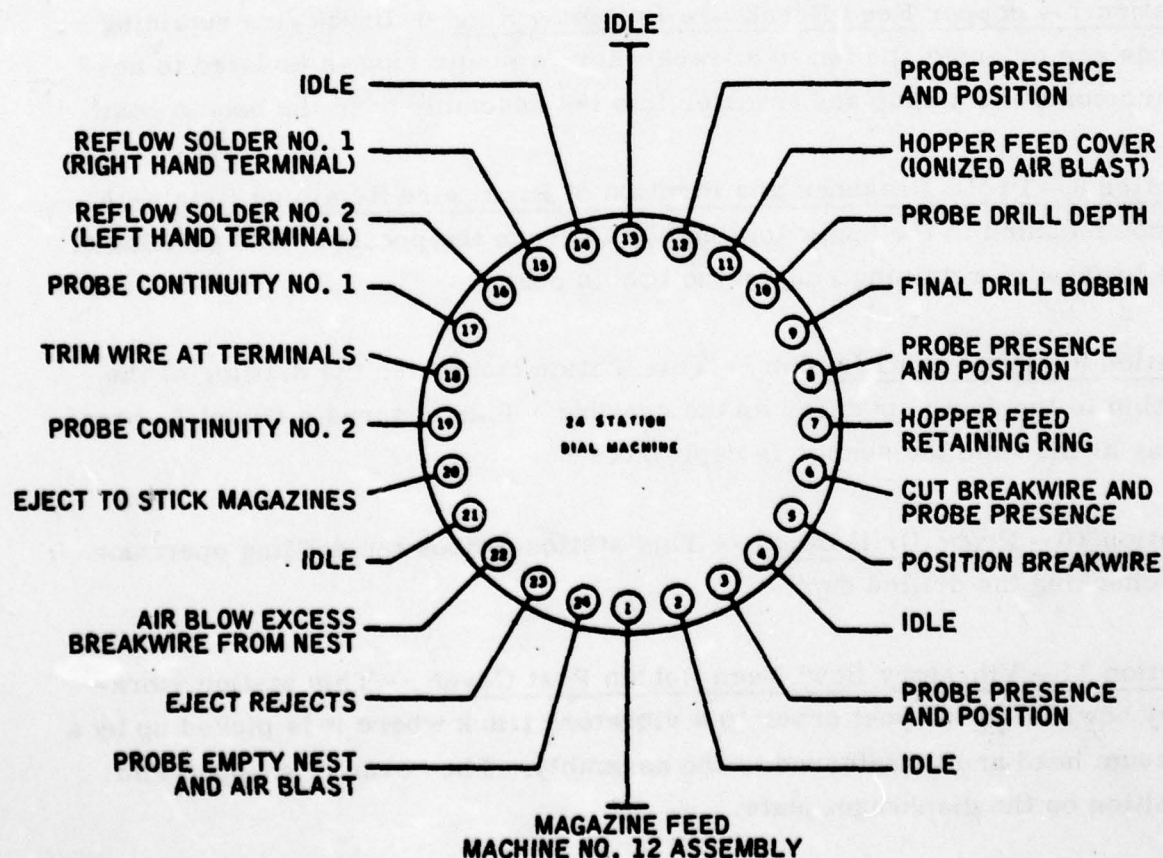 IDLE
IDLE
PROBE PRESENCE
AND POSITION
REFLOW SOLDER NO. 1
(RIGHT HAND TERMINAL)
HOPPER FEED COVER
(IONIZED AIR BLAST)
REFLOW SOLDER NO. 2
(LEFT HAND TERMINAL)
PROBE DRILL DEPTH
PROBE CONTINUITY NO. 1
FINAL DRILL BOBBIN
TRIM WIRE AT TERMINALS
PROBE PRESENCE
AND POSITION
PROBE CONTINUITY NO. 2
HOPPER FEED
RETAINING RING
EJECT TO STICK MAGAZINES
CUT BREAKWIRE AND
PROBE PRESENCE
IDLE
POSITION BREAKWIRE
AIR BLOW EXCESS
BREAKWIRE FROM NEST
IDLE
EJECT REJECTS
PROBE PRESENCE
AND POSITION
PROBE EMPTY NEST
AND AIR BLAST
IDLE
MAGAZINE FEED
MACHINE NO. 12 ASSEMBLY
24 STATION
DIAL MACHINE
1
2
3
4
5
6
7
8
9
10
11
12
13
14
15
16
17
18
19
20
21
22
23
24